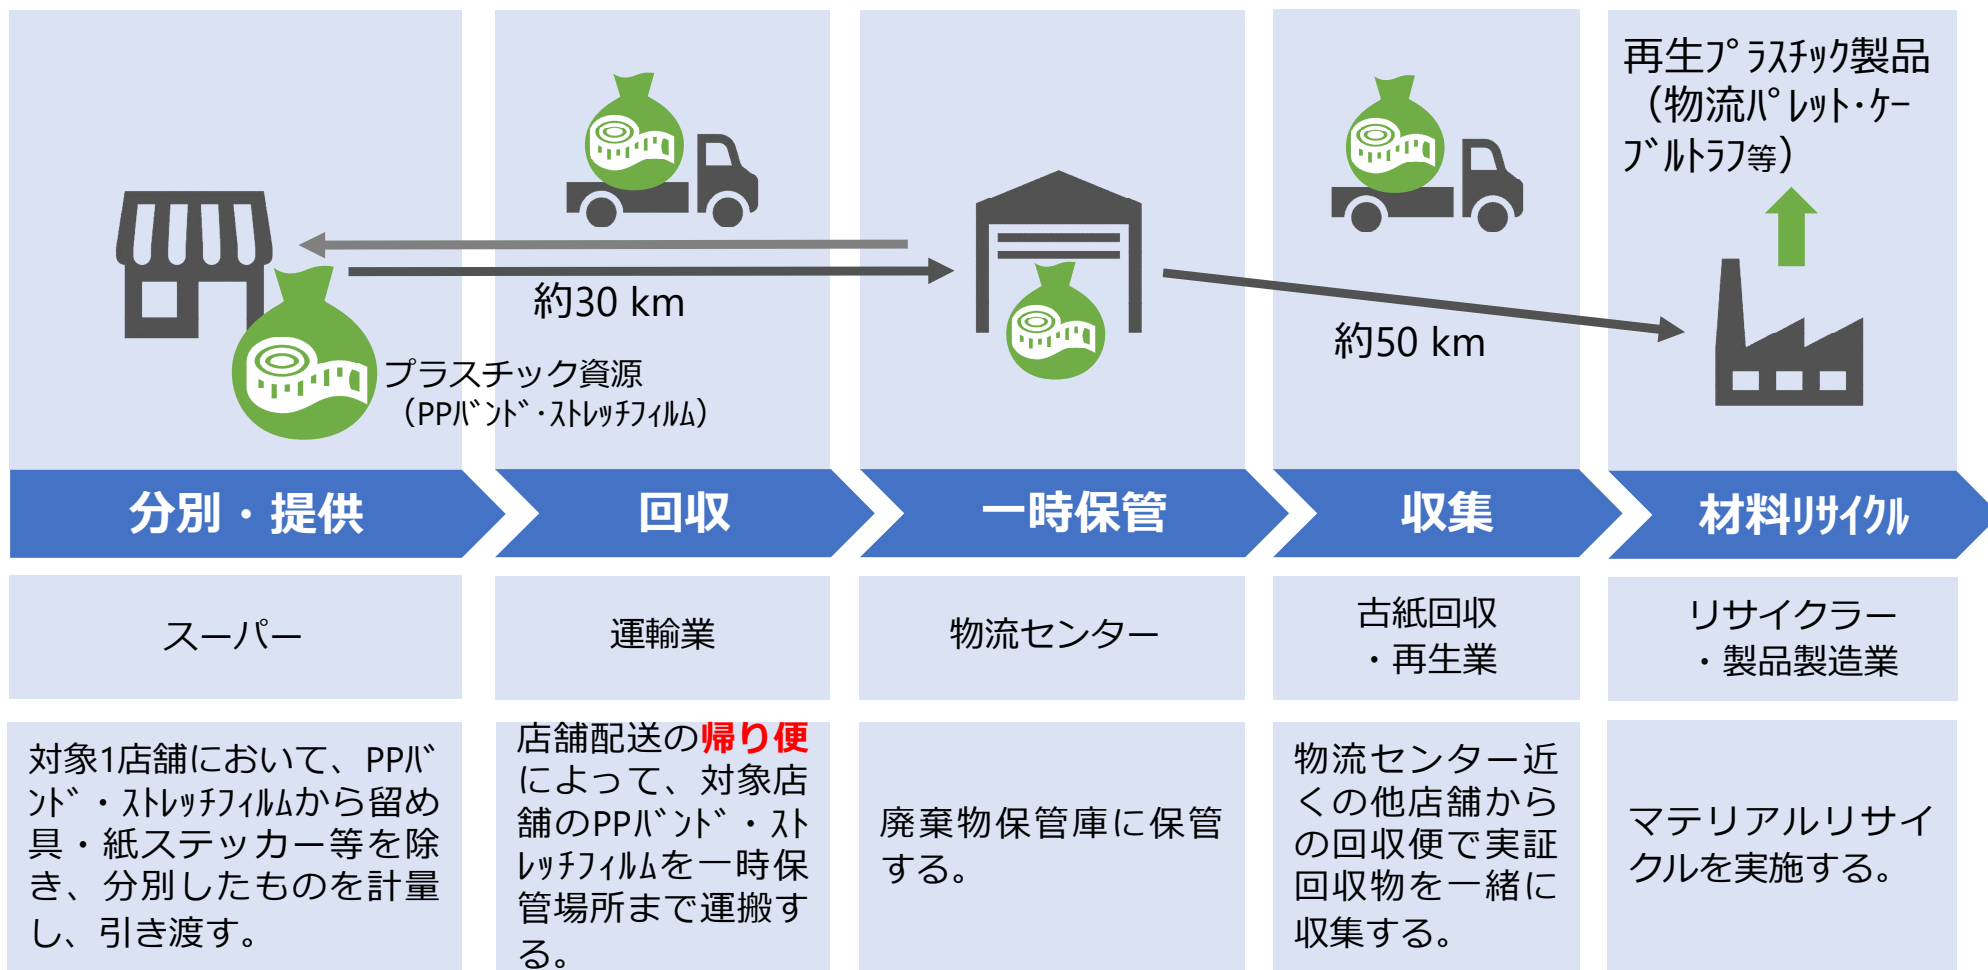 再生ﾌﾟﾗｽﾁｯｸ製品
（物流ﾊﾟﾚｯﾄ・ｹｰ
ﾌﾞﾙﾄﾗﾌ等）
約30 km
約50 km
プラスチック資源
（PPﾊﾞﾝﾄﾞ・ｽﾄﾚｯﾁﾌｨﾙﾑ）
分別・提供
回収
一時保管
収集
材料ﾘｻｲｸﾙ
スーパー
運輸業
物流センター
古紙回収
・再生業
リサイクラー
・製品製造業
対象1店舗において、PPﾊﾞ
ﾝﾄﾞ・ｽﾄﾚｯﾁﾌｨﾙﾑから留め
具・紙ステッカー等を除
き、分別したものを計量
し、引き渡す。
店舗配送の帰り便
によって、対象店
舗のPPﾊﾞﾝﾄﾞ・ｽﾄ
ﾚｯﾁﾌｨﾙﾑを一時保
管場所まで運搬す
る。
廃棄物保管庫に保管
する。
物流センター近
くの他店舗から
の回収便で実証
回収物を一緒に
収集する。
マテリアルリサイ
クルを実施する。